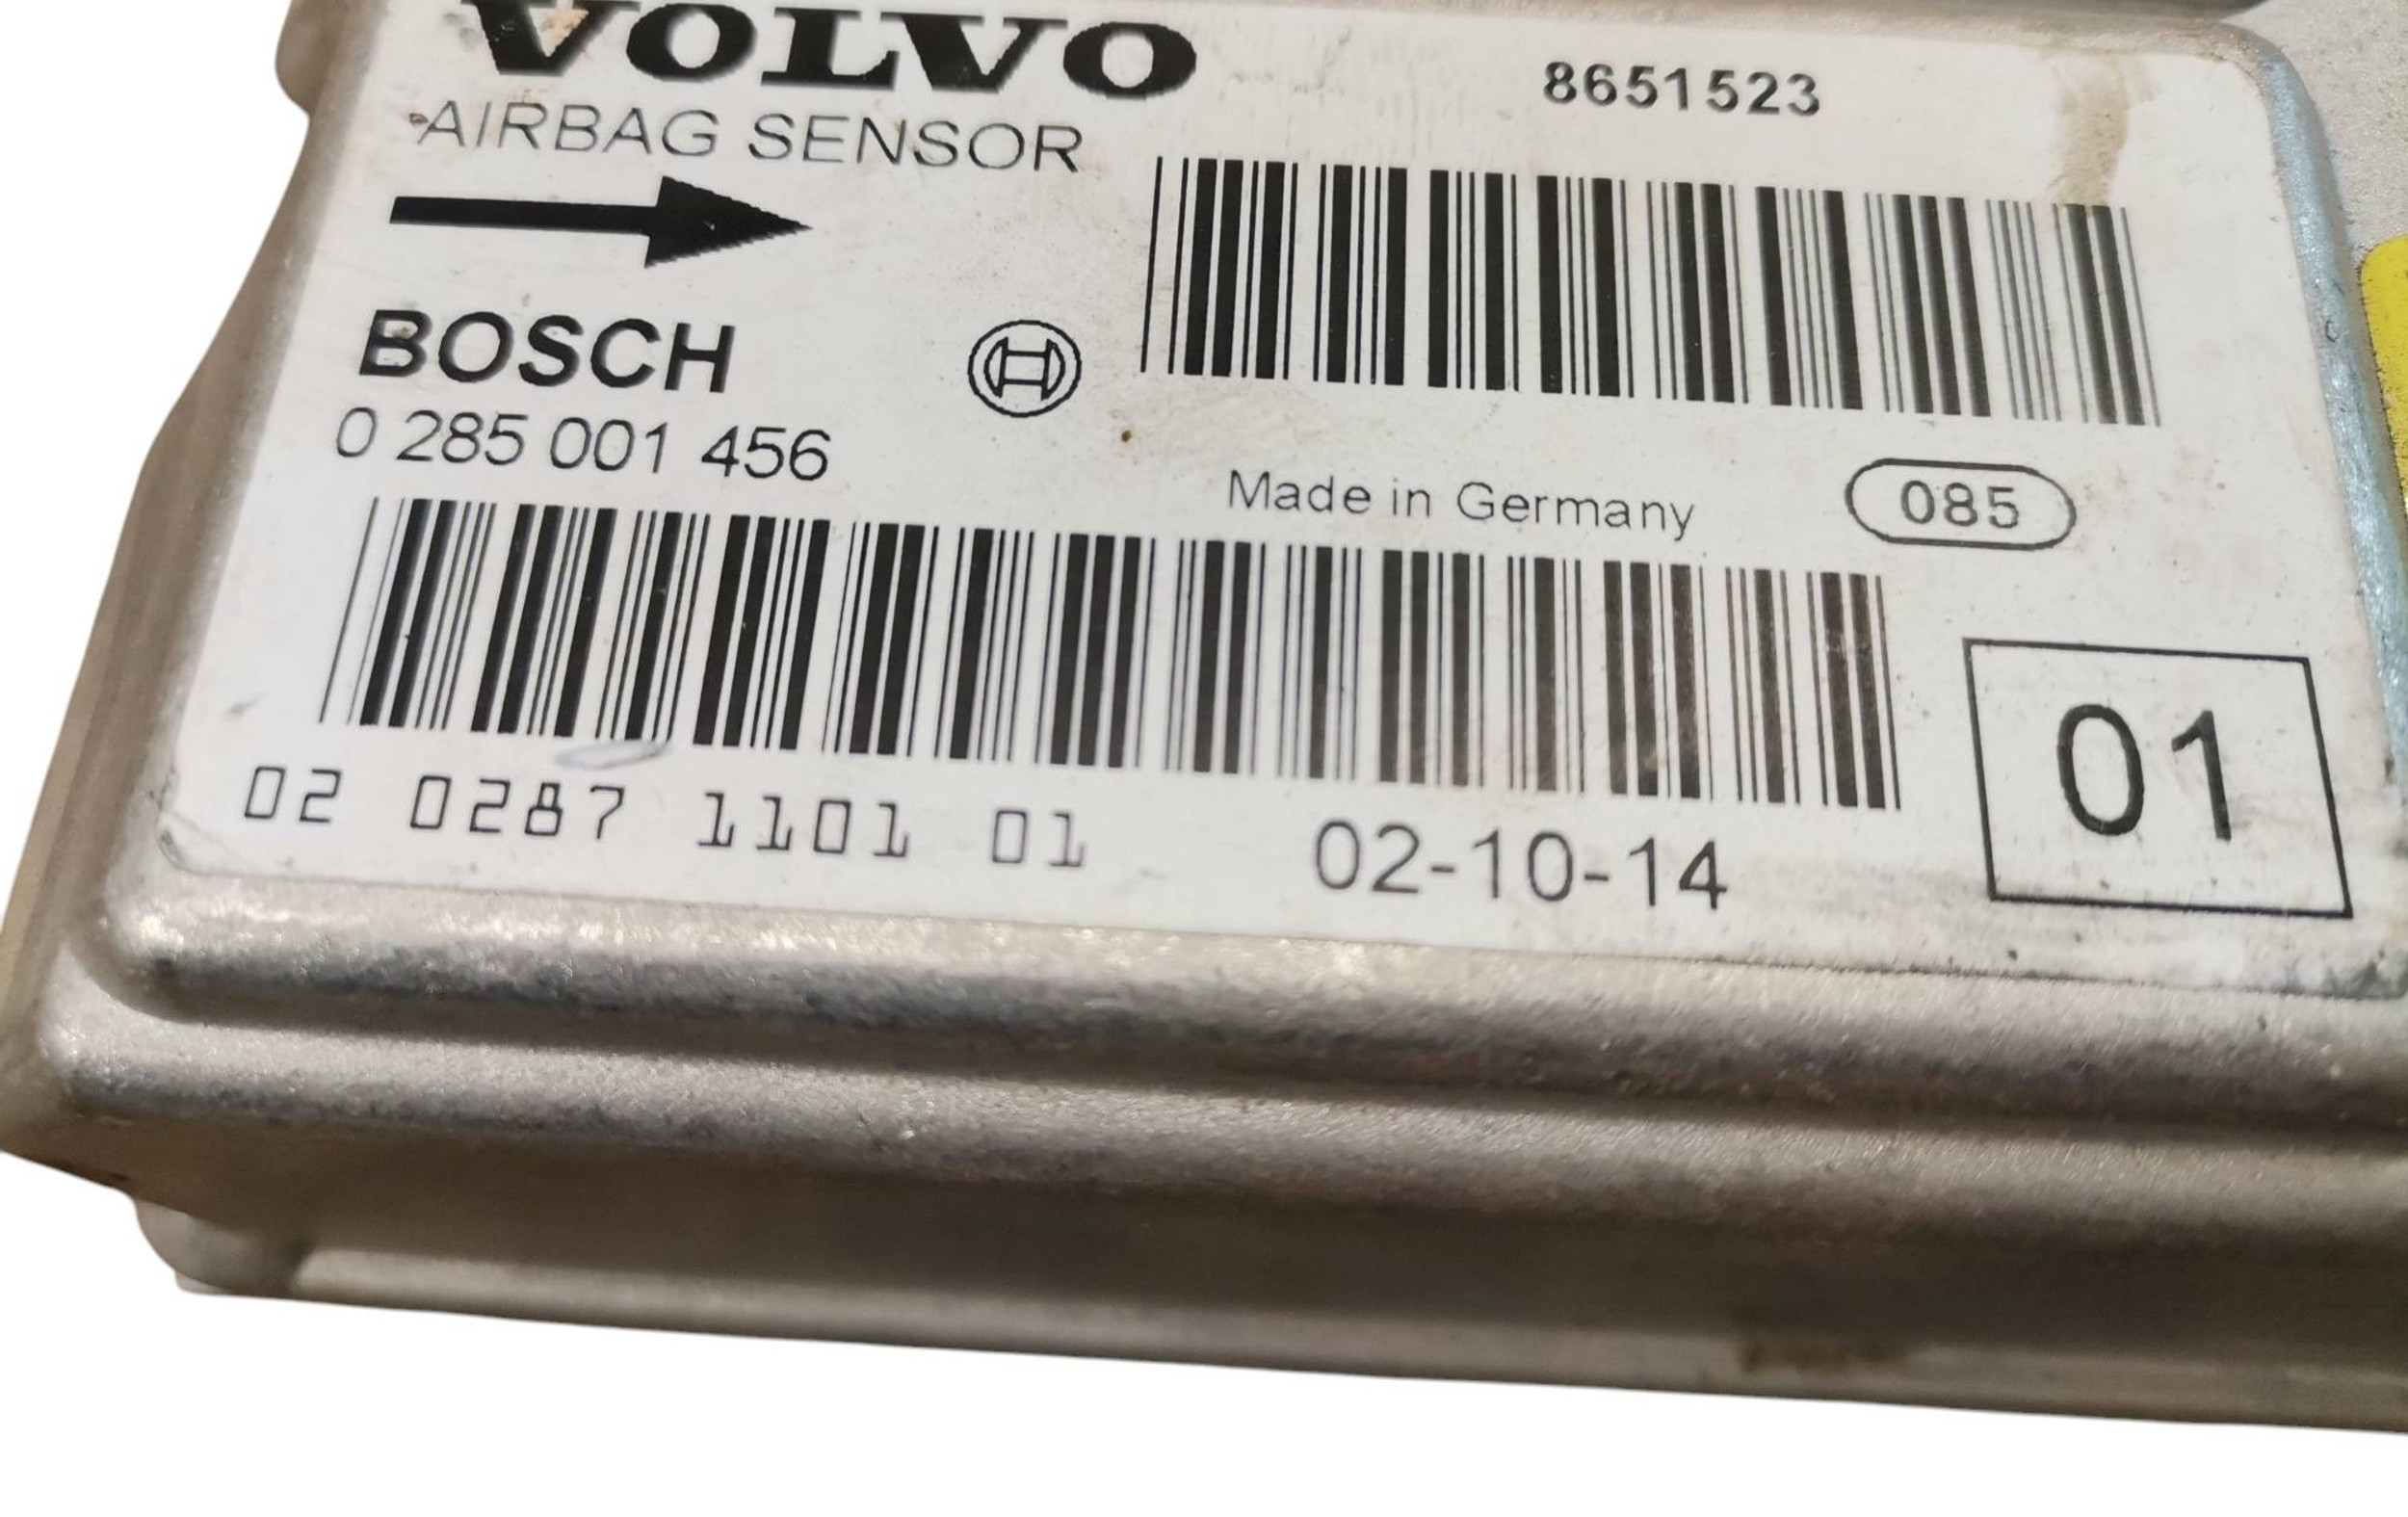 VOLVO
8651523
AIRBAG SENSOR
BOSCH
0 285 001 456
Made in Germany
085
01
02 0287 1101 01
02-10-14